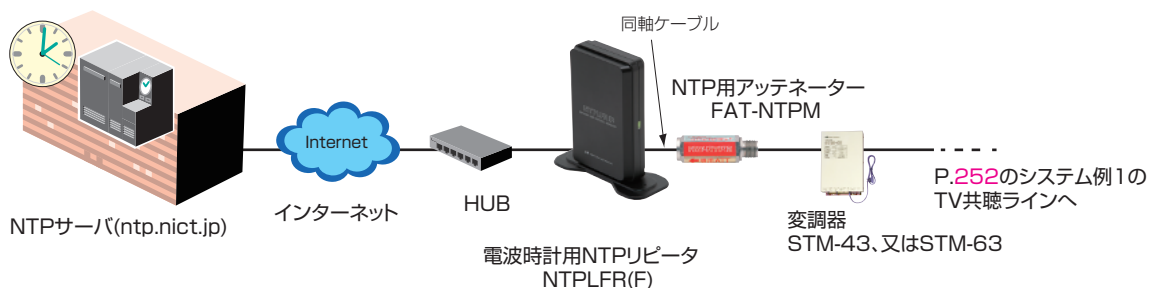 同軸ケーブル
NTP用アッテネーター
FAT-NTPM
Internet
P.252のシステム例1の
TV共聴ラインへ
NTPサーバ(ntp.nict.jp)
インターネット
HUB
変調器
STM-43、又はSTM-63
電波時計用NTPリピータ
NTPLFR(F)